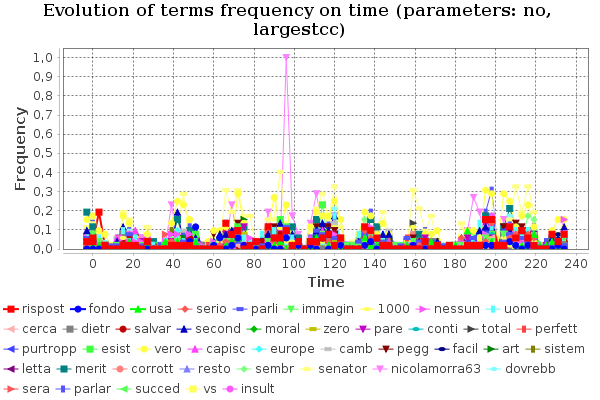 Evolution of terms frequency on time (parameters: no,
largestcc)
1,0
0,9
0,8
0,7
0,6
0,5
0,4
0,3
0,2
0,1
0,0
Frequency
0 20 40 60 80 100 120 140 160 180 200 220 240
Time
rispost fondo usa serio parli immagin 1000 nessun uomo
cerca dietr salvar second moral zero pare conti total perfett
purtropp esist vero capisc europe camb pegg facil art sistem
letta merit corrott resto sembr senator nicolamorra63 dovrebb
sera parlar succed vs insult